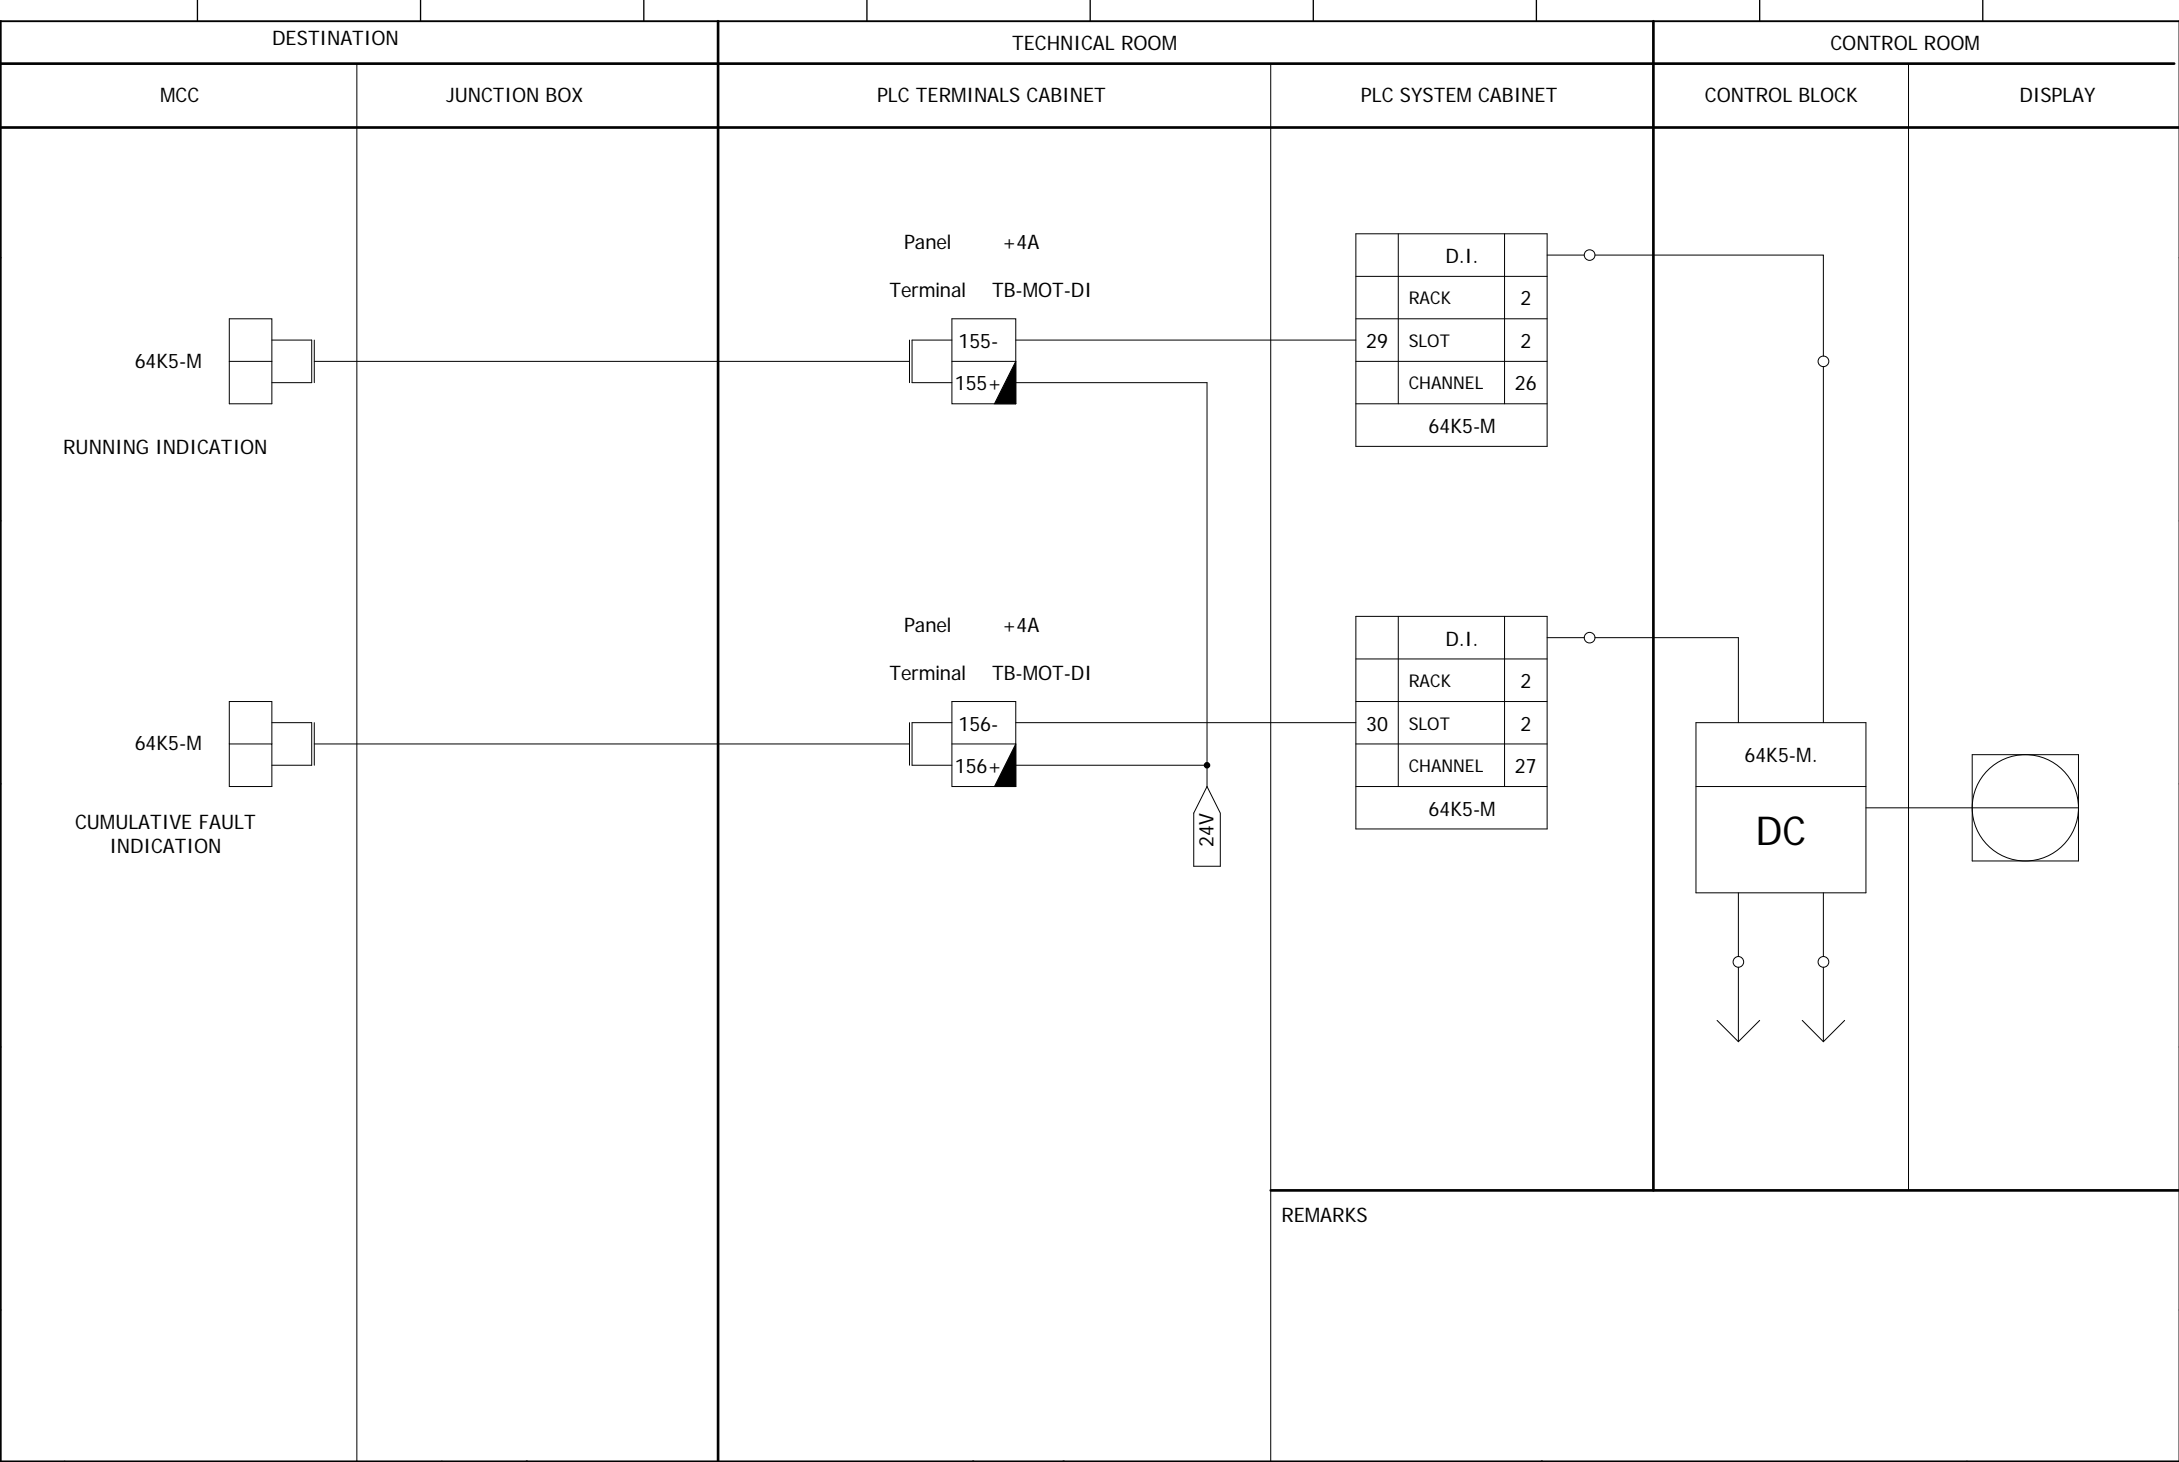 DESTINATION
TECHNICAL ROOM
CONTROL ROOM
MCC
JUNCTION BOX
PLC TERMINALS CABINET
PLC SYSTEM CABINET
CONTROL BLOCK
DISPLAY
64K5-M
RUNNING INDICATION
Panel +4A
Terminal TB-MOT-DI
155-
155+
D.I.
RACK 2
29 SLOT 2
CHANNEL 26
64K5-M
64K5-M
CUMULATIVE FAULT
INDICATION
Panel +4A
Terminal TB-MOT-DI
156-
156+
24V
D.I.
RACK 2
30 SLOT 2
CHANNEL 27
64K5-M
64K5-M.
DC
REMARKS